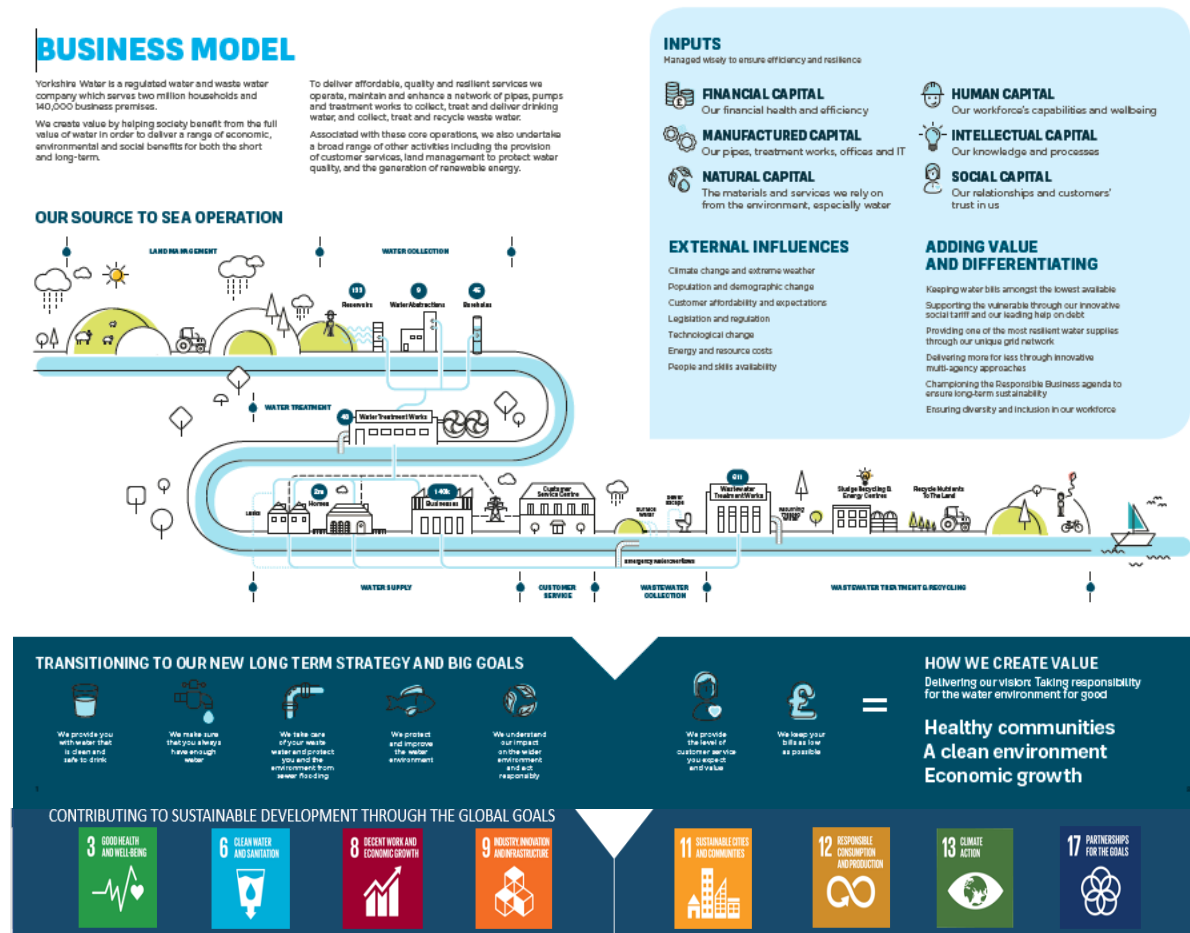 BUSINESS MODEL
Yorkshire Water is a regulated water and waste water
company which serves two million households and
140,000 business premises.
We create value by helping society benefit from the full
value of water in order to deliver a range of economic,
environmental and social benefits for both the short
and long-term.
To deliver affordable, quality and resilient services we
operate, maintain and enhance a network of pipes, pumps
and treatment works to collect, treat and deliver drinking
water, and collect, treat and recycle waste water.
Associated with these core operations, we also undertake
a broad range of other activities including the provision
of customer services, land management to protect water
quality, and the generation of renewable energy.
INPUTS
Managed wisely to ensure efficiency and resilience
FINANCIAL CAPITAL
Our financial health and efficiency
MANUFACTURED CAPITAL
Our pipes, treatment works, offices and IT
NATURAL CAPITAL
The materials and services we rely on
from the environment, especially water
HUMAN CAPITAL
Our workforce's capabilities and wellbeing
INTELLECTUAL CAPITAL
Our knowledge and processes
SOCIAL CAPITAL
Our relationships and customers'
trust in us
EXTERNAL INFLUENCES
Climate change and extreme weather
Population and demographic change
Customer affordability and expectations
Legislation and regulation
Technological change
Energy and resource costs
People and skills availability
ADDING VALUE
AND DIFFERENTIATING
Keeping water bills amongst the lowest available
Supporting the vulnerable through our innovative
social tariff and our leading help on debt
Providing one of the most resilient water supplies
through our unique grid network
Delivering more for less through innovative
multi-agency approaches
Championing the Responsible Business agenda to
ensure long-term sustainability
Ensuring diversity and inclusion in our workforce
OUR SOURCE TO SEA OPERATION
LAND MANAGEMENT
WATER COLLECTION
Reservoirs
9
Water Abstractions
Boreholes
WATER TREATMENT
Water Treatment Works
Leaks
2m
Homes
140k
Businesses
Customer
Service Centre
Surface
water
Sewer
escape
611
Wastewater
Treatment Works
Returning
water
Sludge Recycling &
Energy Centres
Recycle Nutrients
To The Land
Emergency water overflows
WATER SUPPLY
CUSTOMER
SERVICE
WASTEWATER
COLLECTION
WASTEWATER TREATMENT & RECYCLING
TRANSITIONING TO OUR NEW LONG TERM STRATEGY AND BIG GOALS
We provide you
with water that
is clean and
safe to drink
We make sure
that you always
have enough
water
We take care
of your waste
water and protect
you and the
environment from
sewer flooding
We protect
and improve
the water
environment
We understand
our impact
on the wider
environment
and act
responsibly
We provide
the level of
customer service
you expect
and value
£
We keep your
bills as low
as possible
=
HOW WE CREATE VALUE
Delivering our vision: Taking responsibility
for the water environment for good
Healthy communities
A clean environment
Economic growth
CONTRIBUTING TO SUSTAINABLE DEVELOPMENT THROUGH THE GLOBAL GOALS
3 GOOD HEALTH
AND WELL-BEING
6 CLEAN WATER
AND SANITATION
8 DECENT WORK AND
ECONOMIC GROWTH
9 INDUSTRY, INNOVATION
AND INFRASTRUCTURE
11 SUSTAINABLE CITIES
AND COMMUNITIES
12 RESPONSIBLE
CONSUMPTION
AND PRODUCTION
13 CLIMATE
ACTION
17 PARTNERSHIPS
FOR THE GOALS